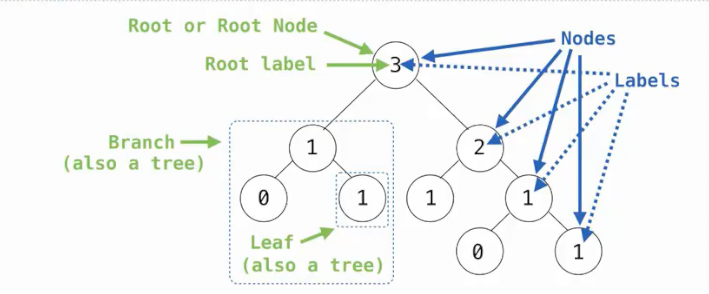 Root or Root Node
Nodes
Root label
3
Labels
Branch
(also a tree)
1
2
0
1
1
1
Leaf
(also a tree)
0
1